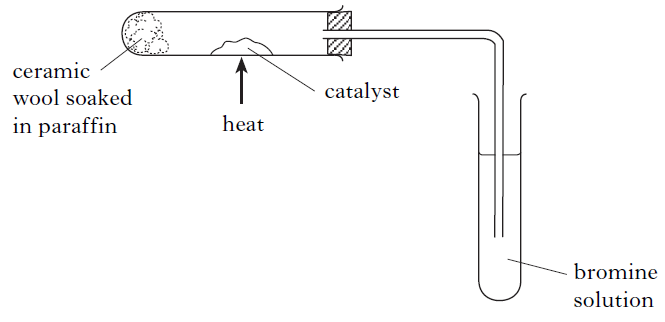 ceramic
wool soaked
in paraffin
heat
catalyst
bromine
solution